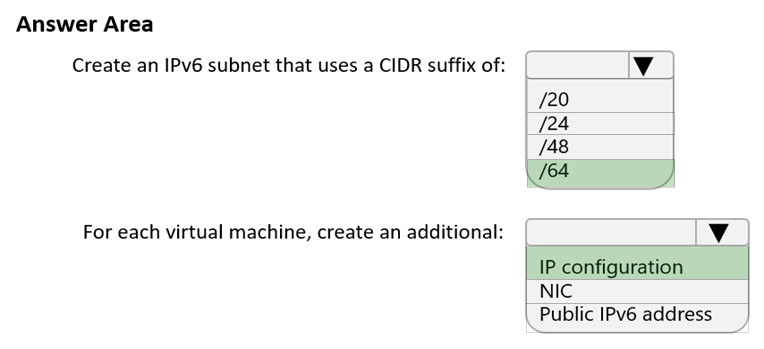 Answer Area
Create an IPv6 subnet that uses a CIDR suffix of:
/20
/24
/48
/64
For each virtual machine, create an additional:
IP configuration
NIC
Public IPv6 address